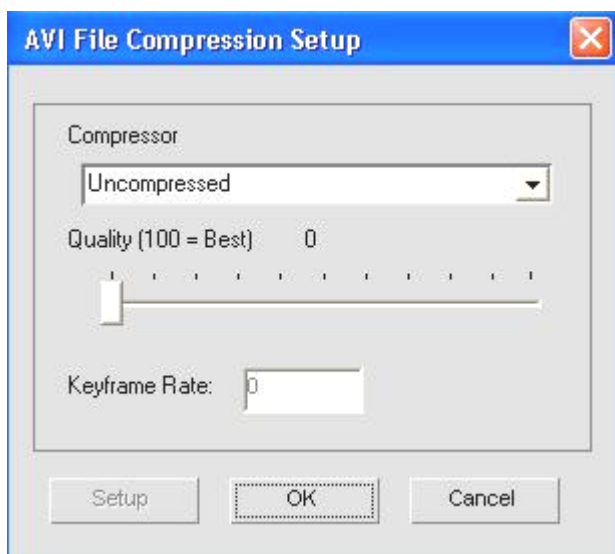 AVI File Compression Setup
Compressor
Uncompressed
Quality (100 = Best) 0
Keyframe Rate: 0
Setup OK Cancel